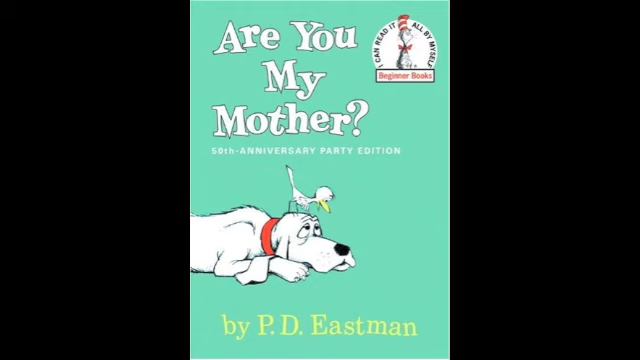 Are You
My
Mother?
I CAN READ IT ALL BY MYSELF
Beginner Books
50th-ANNIVERSARY PARTY EDITION
by P.D. Eastman